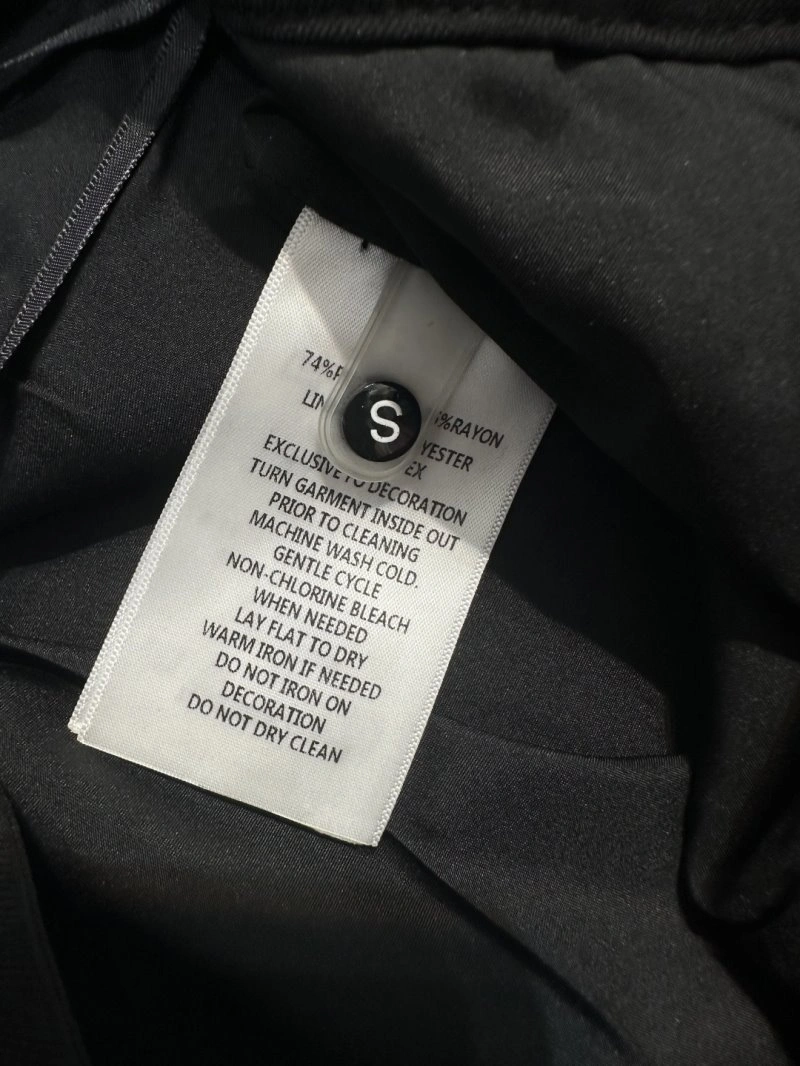 74%
S
%RAYON
LIN
YESTER
EX
EXCLUSIVE TO DECORATION
TURN GARMENT INSIDE OUT
PRIOR TO CLEANING
MACHINE WASH COLD.
GENTLE CYCLE
NON-CHLORINE BLEACH
WHEN NEEDED
LAY FLAT TO DRY
WARM IRON IF NEEDED
DO NOT IRON ON
DECORATION
DO NOT DRY CLEAN